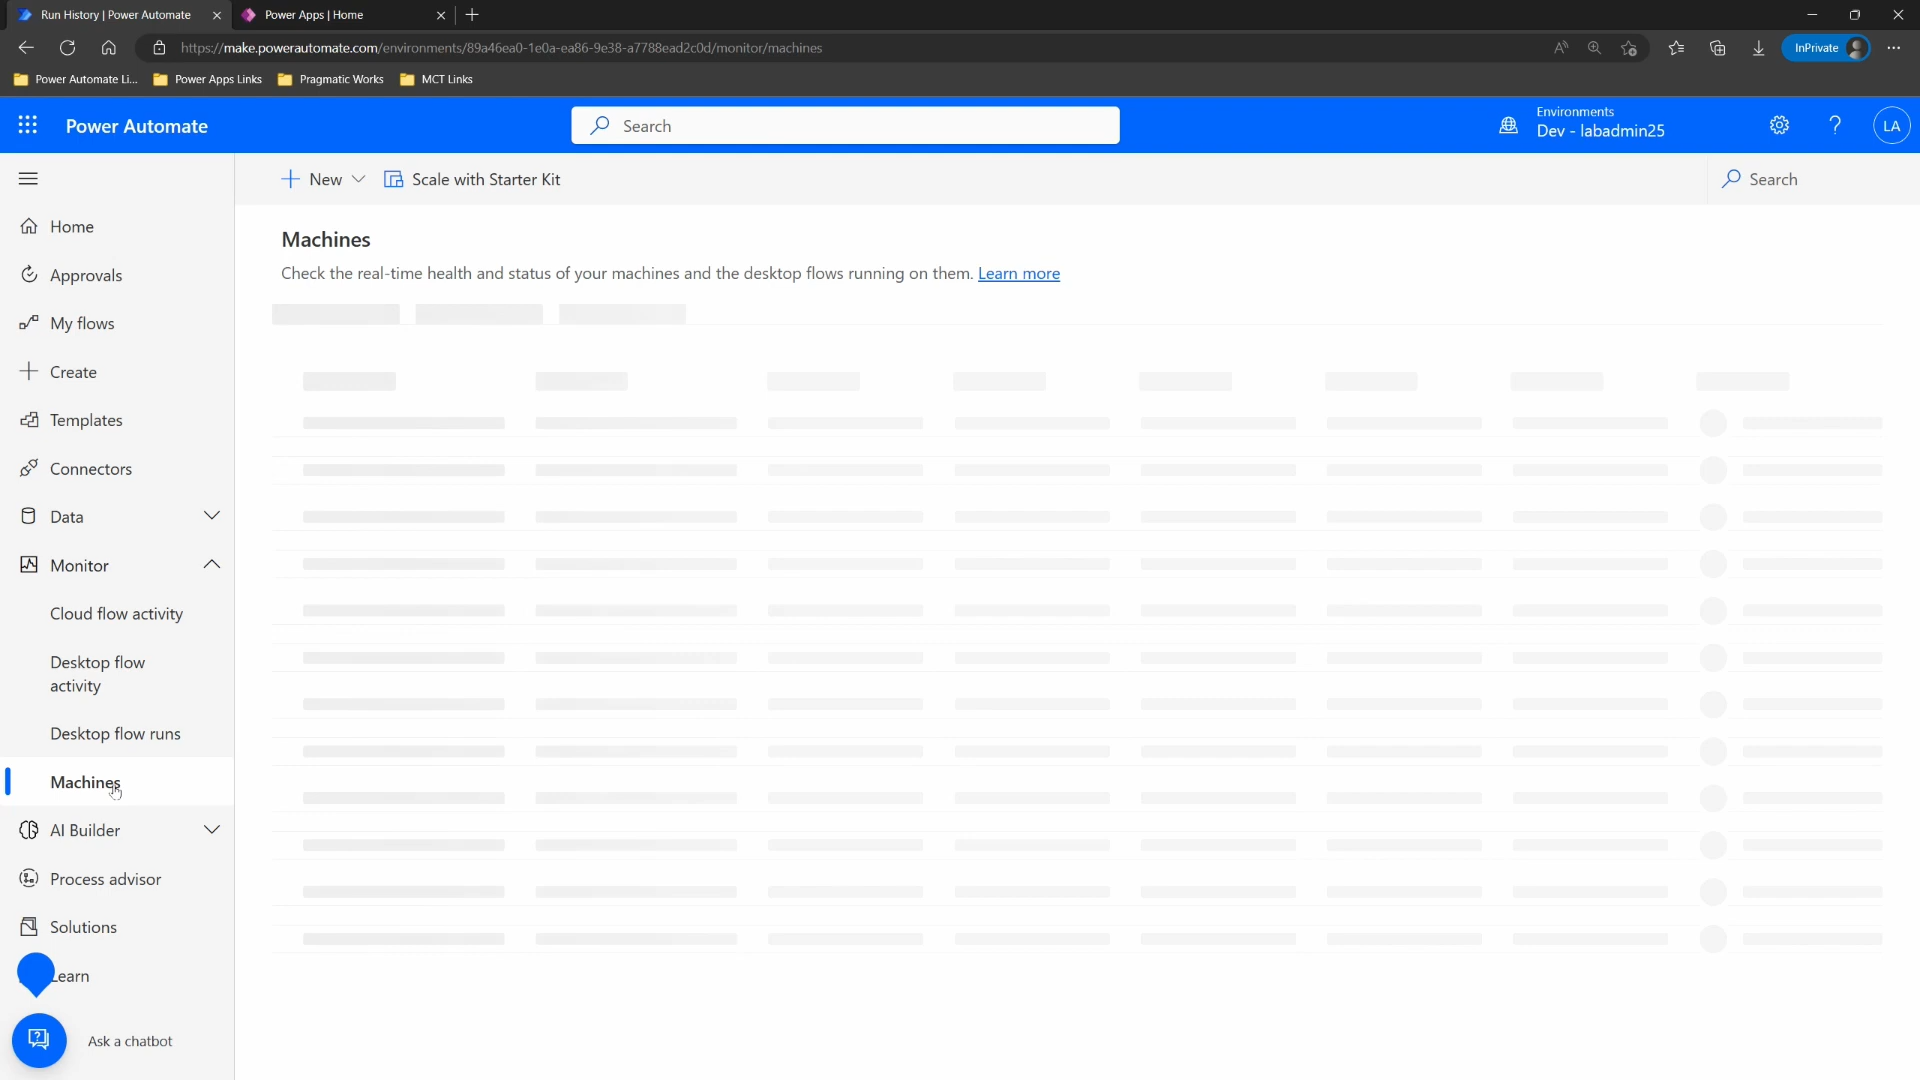 Run History | Power Automate
Power Apps | Home
https://make.powerautomate.com/environments/89a46ea0-1e0a-ea86-9e38-a7788ead2c0d/monitor/machines
InPrivate
Power Automate Li...
Power Apps Links
Pragmatic Works
MCT Links
Power Automate
Search
Environments
Dev - labadmin25
LA
New
Scale with Starter Kit
Search
Home
Approvals
My flows
Create
Templates
Connectors
Data
Monitor
Cloud flow activity
Desktop flow
activity
Desktop flow runs
Machines
AI Builder
Process advisor
Solutions
Learn
Ask a chatbot
Machines
Check the real-time health and status of your machines and the desktop flows running on them. Learn more